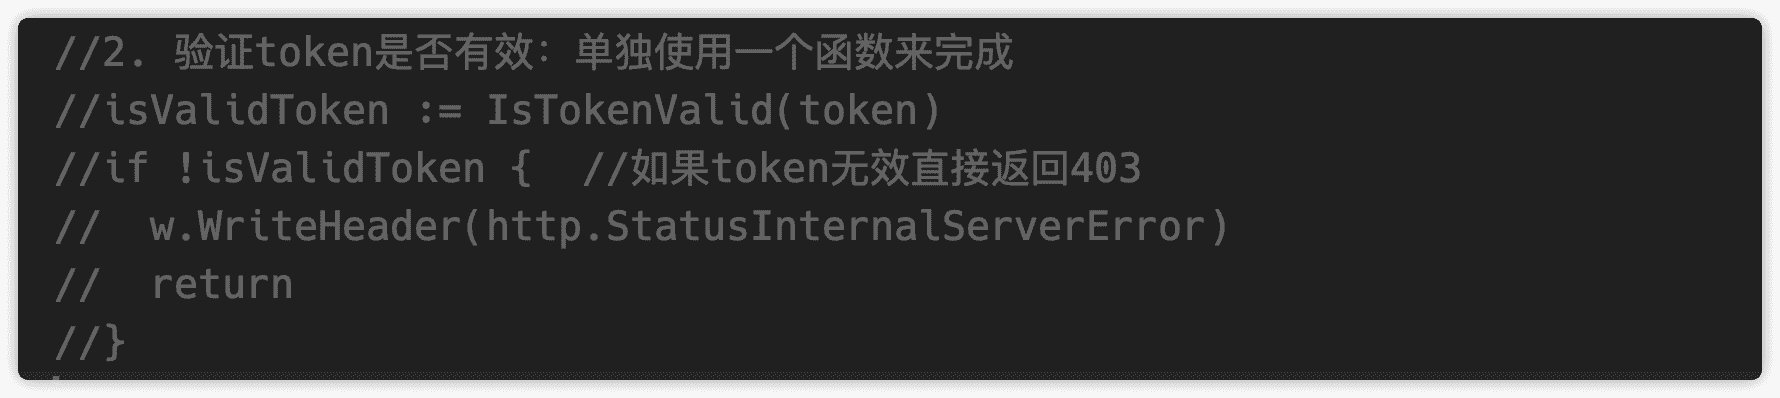 //2. 验证token是否有效：单独使用一个函数来完成
//isValidToken := IsTokenValid(token)
//if !isValidToken {  //如果token无效直接返回403
//  w.WriteHeader(http.StatusInternalServerError)
//  return
//}